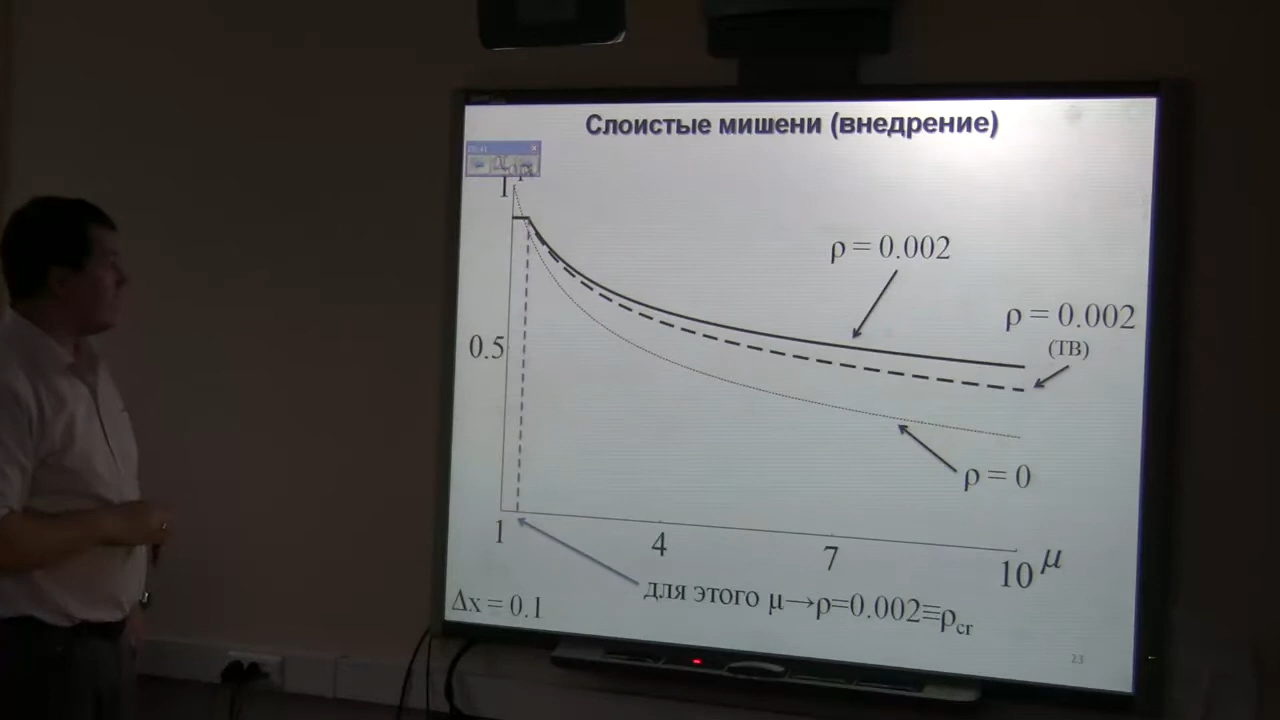 Слоистые мишени (внедрение)
1
ρ = 0.002
ρ = 0.002
(ТВ)
0.5
ρ = 0
1
4
7
10 μ
для этого μ→ρ=0.002≡ρcr
Δx = 0.1
23